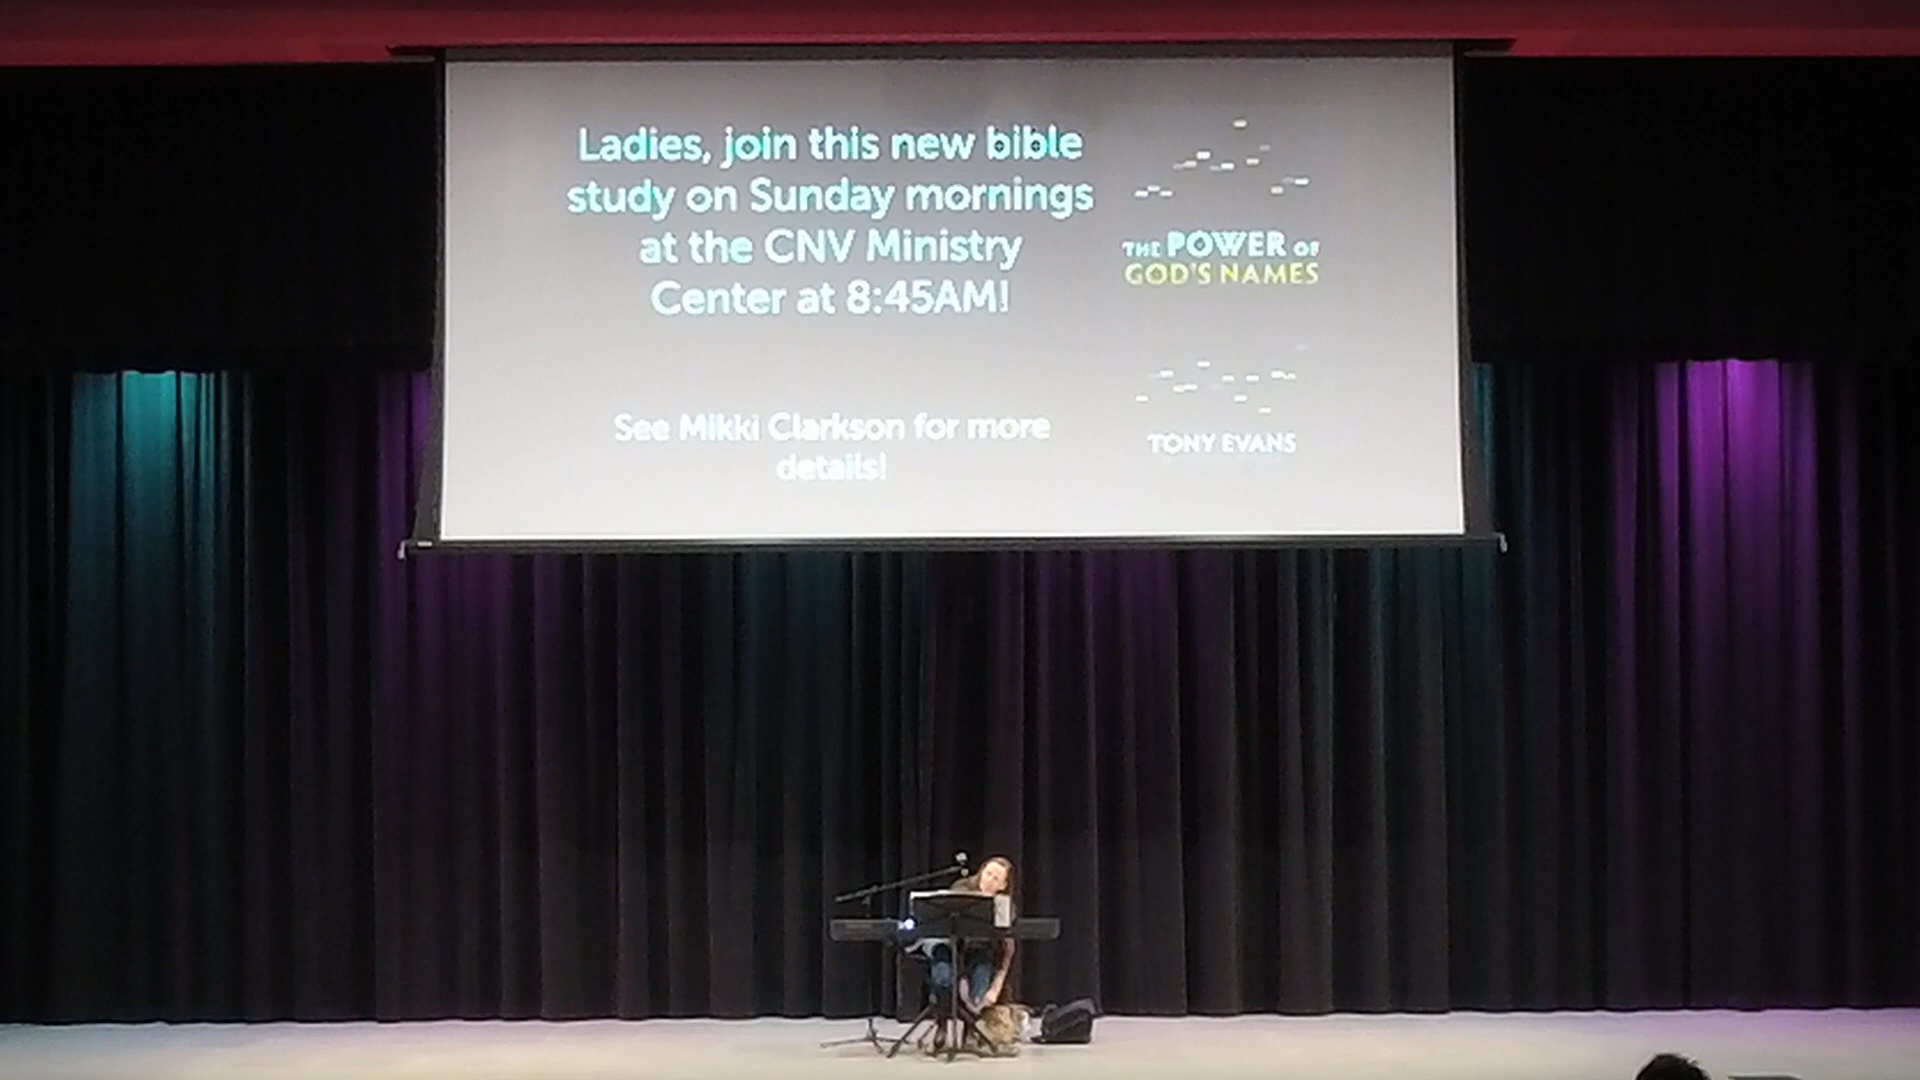 Ladies, join this new bible
study on Sunday mornings
at the CNV Ministry
Center at 8:45AM!
See Mikki Clarkson for more
details!
THE POWER OF
GOD'S NAMES
TONY EVANS